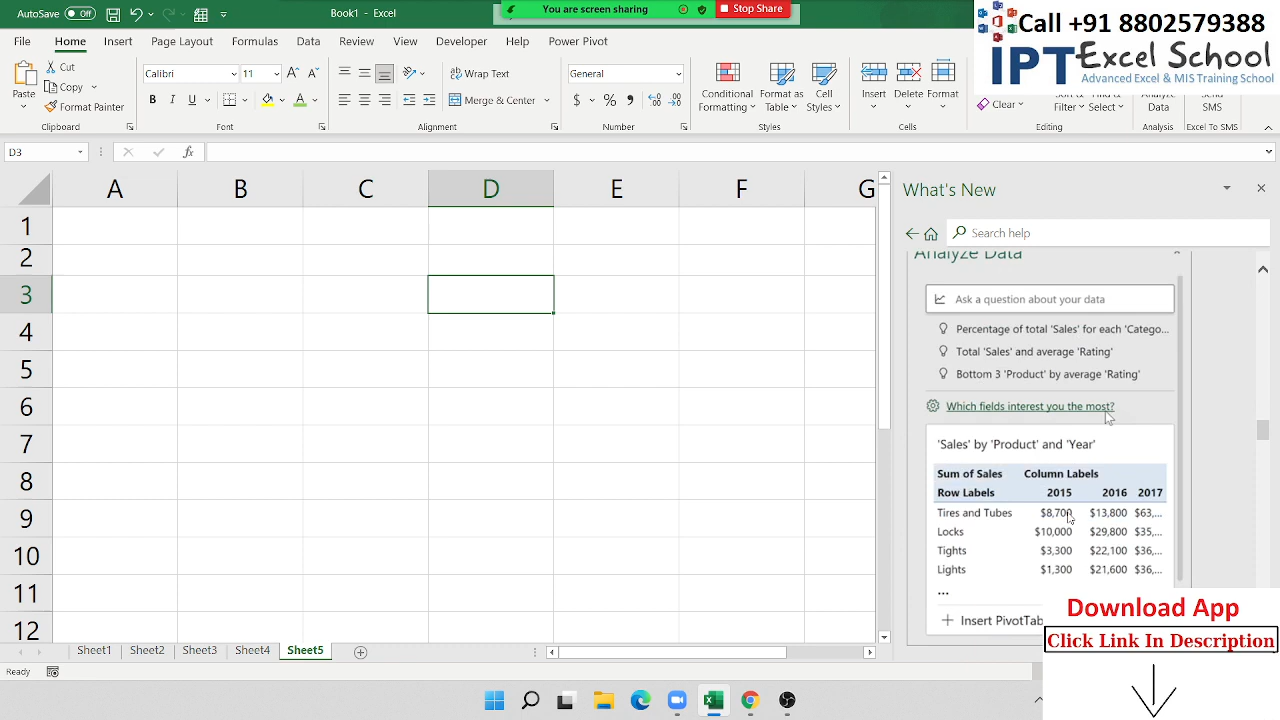 AutoSave Off
Book1 - Excel
You are screen sharing
Stop Share
Call +91 8802579388
IPT Excel School
Advanced Excel & MIS Training School
File Home Insert Page Layout Formulas Data Review View Developer Help Power Pivot
Paste
Cut
Copy
Format Painter
Clipboard
Calibri 11
B I U
Font
Wrap Text
Merge & Center
Alignment
General
$ % ,
Number
Conditional Formatting
Format as Table
Cell Styles
Styles
Insert Delete Format
Cells
Clear
Filter Select
Editing
Data
Analysis
SMS
Excel To SMS
D3
fx
A B C D E F G
1
2
3
4
5
6
7
8
9
10
11
12
What's New
Search help
Analyze Data
Ask a question about your data
Percentage of total 'Sales' for each 'Catego...
Total 'Sales' and average 'Rating'
Bottom 3 'Product' by average 'Rating'
Which fields interest you the most?
'Sales' by 'Product' and 'Year'
Sum of Sales Column Labels
Row Labels 2015 2016 2017
Tires and Tubes $8,700 $13,800 $63,...
Locks $10,000 $29,800 $35,...
Tights $3,300 $22,100 $36,...
Lights $1,300 $21,600 $36,...
...
Insert PivotTab
Download App
Click Link In Description
Sheet1 Sheet2 Sheet3 Sheet4 Sheet5
Ready